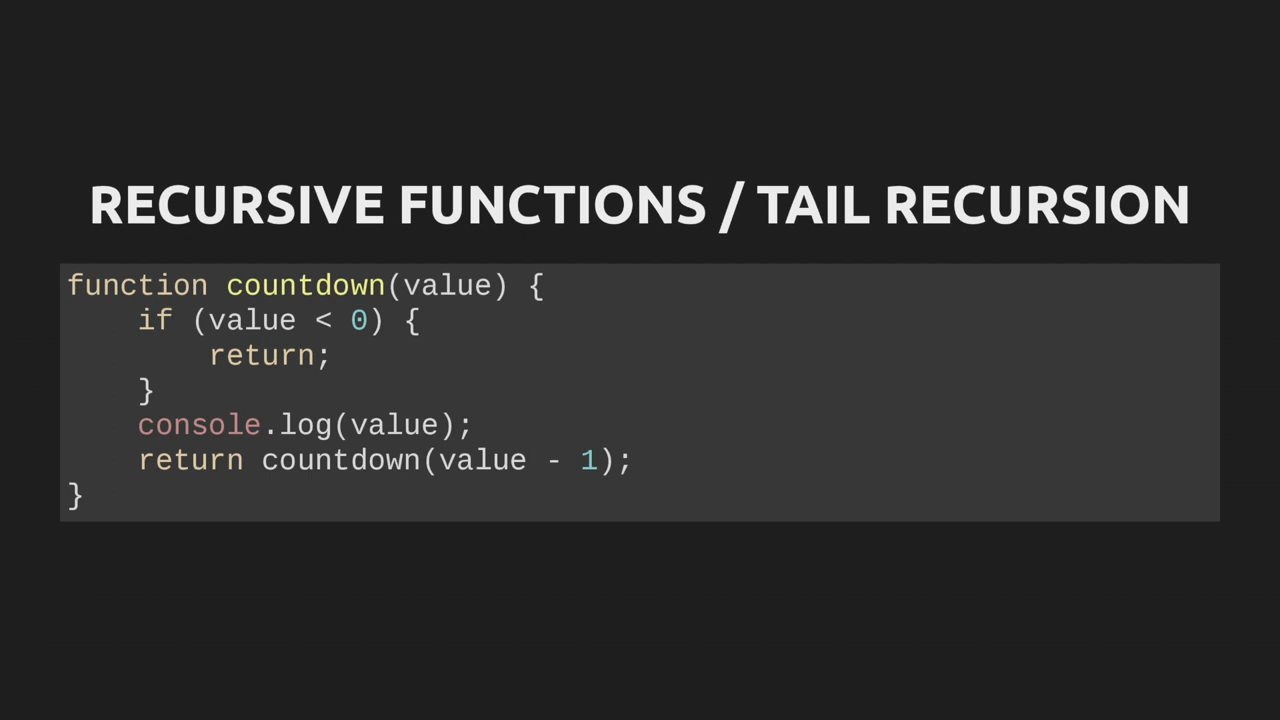 RECURSIVE FUNCTIONS / TAIL RECURSION
function countdown(value) {
    if (value < 0) {
        return;
    }
    console.log(value);
    return countdown(value - 1);
}